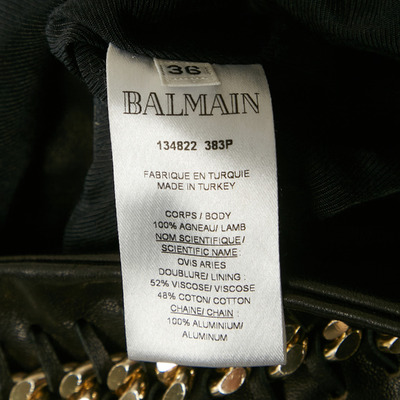 36
BALMAIN
134822 383P
FABRIQUE EN TURQUIE
MADE IN TURKEY
CORPS / BODY
100% AGNEAU/ LAMB
NOM SCIENTIFIQUE/
SCIENTIFIC NAME :
OVIS ARIES
DOUBLURE/ LINING :
52% VISCOSE/ VISCOSE
48% COTON/ COTTON
CHAINE/ CHAIN :
100% ALUMINIUM/
ALUMINUM